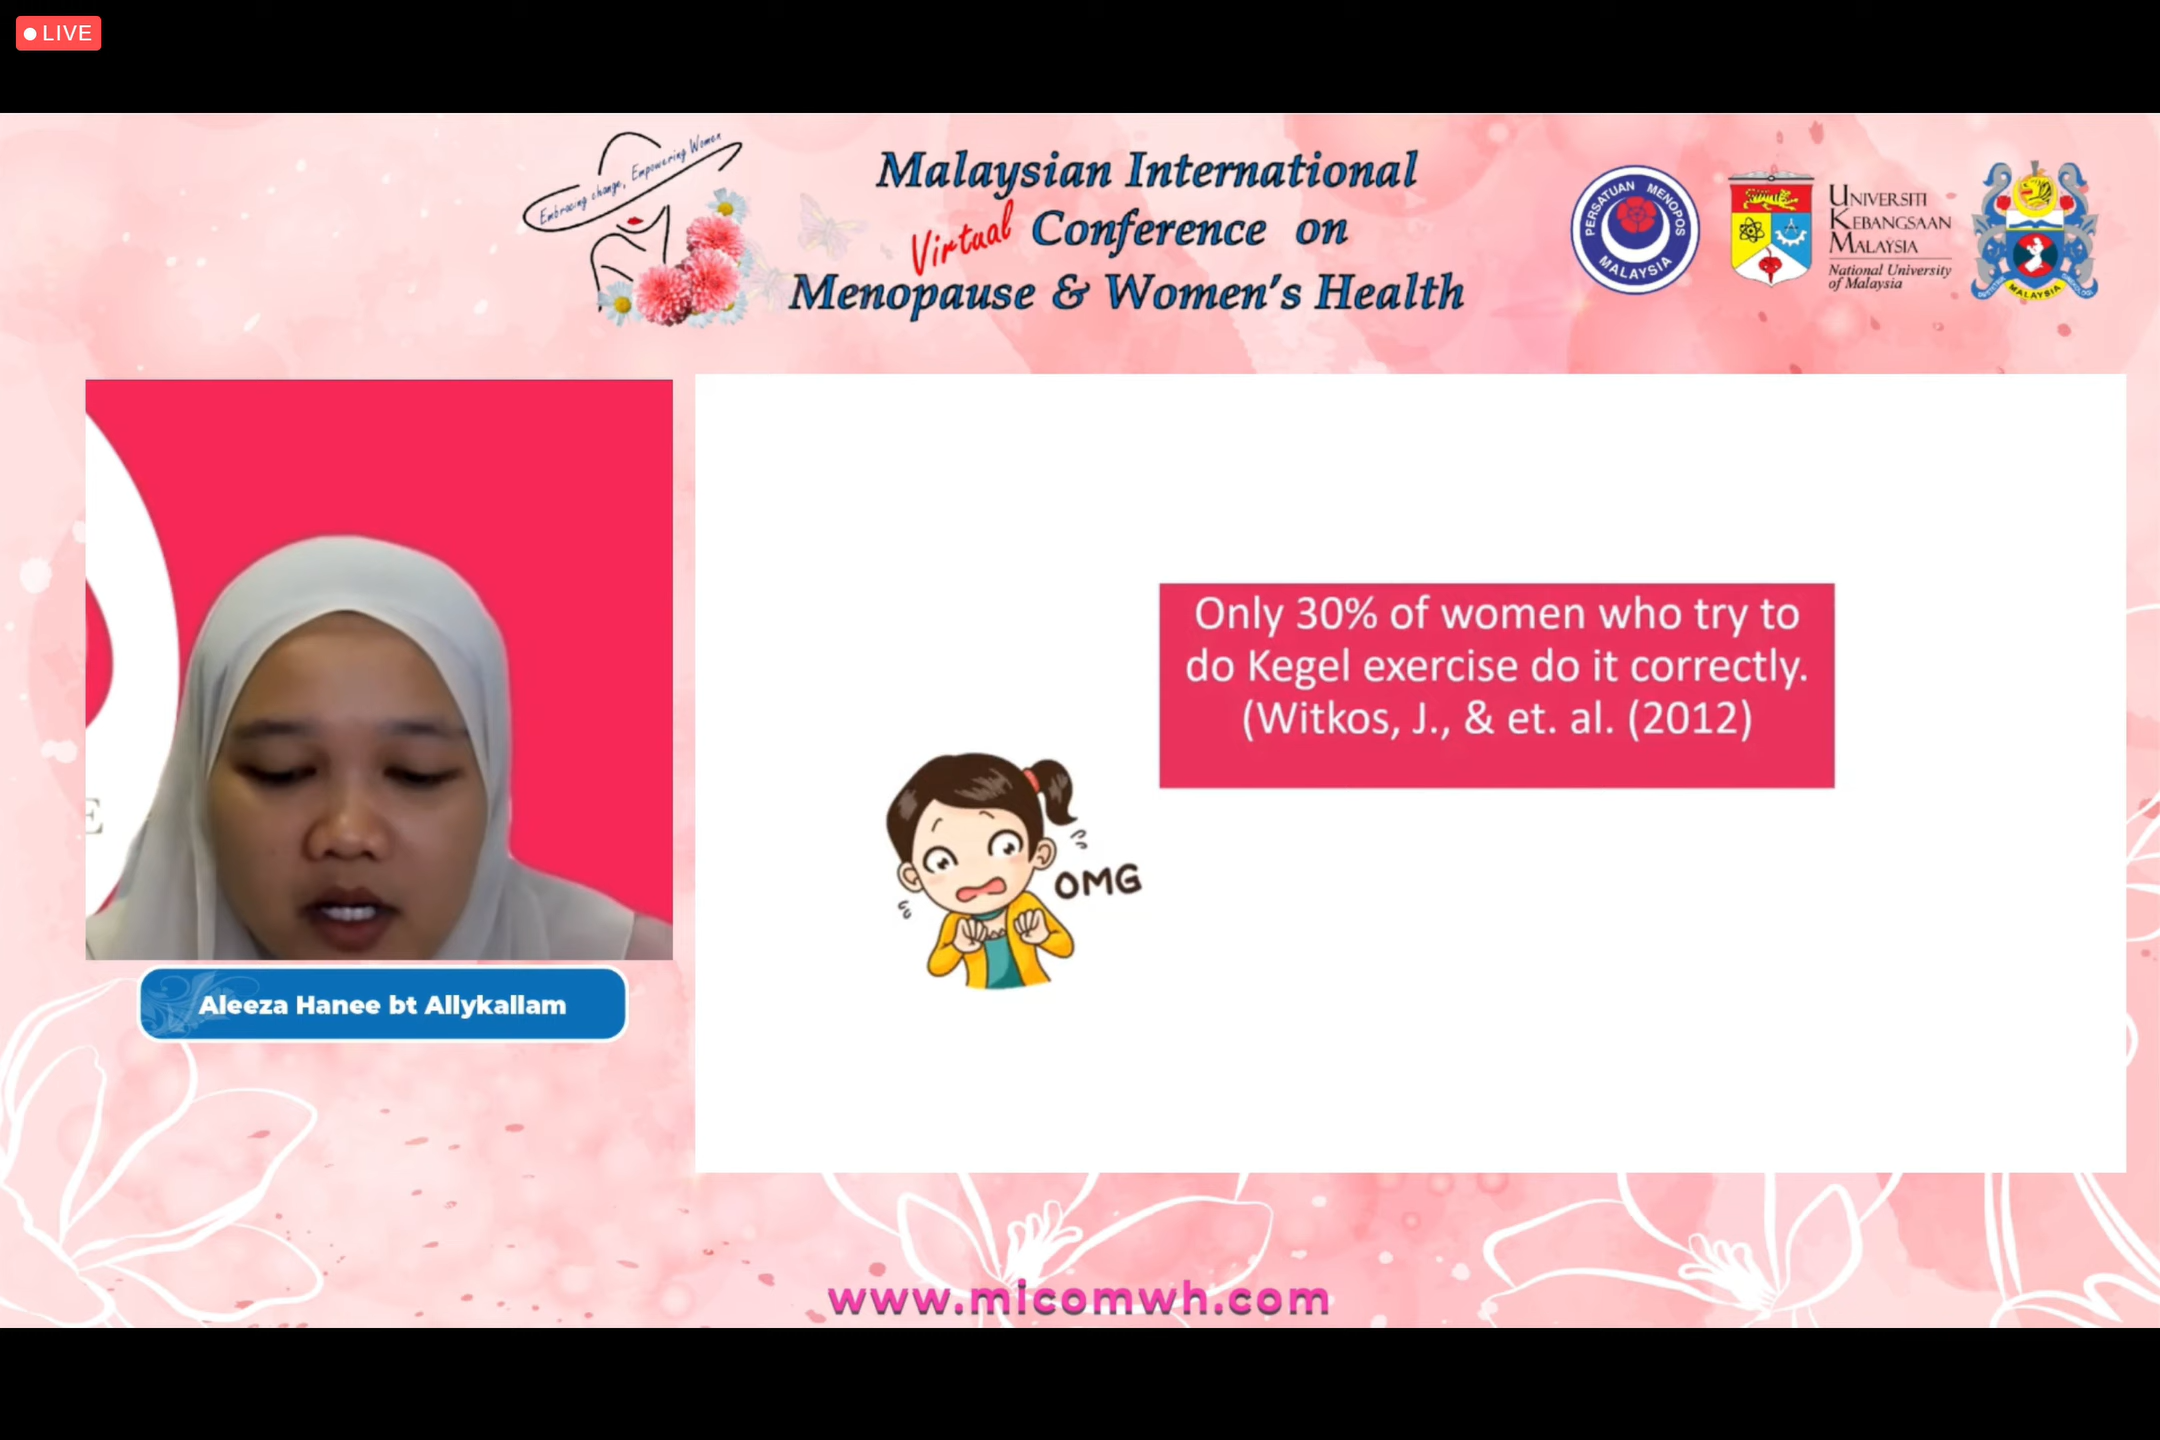 LIVE
Embracing change, Empowering Women
Malaysian International
Virtual Conference on
Menopause & Women's Health
PERSATUAN MENOPOS
MALAYSIA
UNIVERSITI
KEBANGSAAN
MALAYSIA
National University
of Malaysia
MALAYSIA
Only 30% of women who try to
do Kegel exercise do it correctly.
(Witkos, J., & et. al. (2012)
OMG
E
Aleeza Hanee bt Allykallam
www.micomwh.com